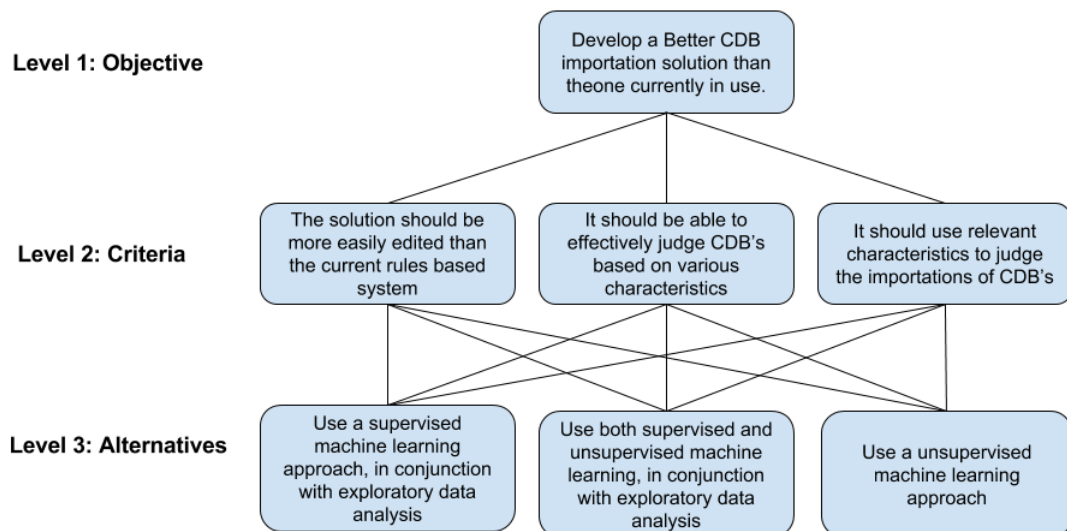 Level 1: Objective
Develop a Better CDB
importation solution than
theone currently in use.
Level 2: Criteria
The solution should be
more easily edited than
the current rules based
system
It should be able to
effectively judge CDB's
based on various
characteristics
It should use relevant
characteristics to judge
the importations of CDB's
Level 3: Alternatives
Use a supervised
machine learning
approach, in conjunction
with exploratory data
analysis
Use both supervised and
unsupervised machine
learning, in conjunction
with exploratory data
analysis
Use a unsupervised
machine learning
approach